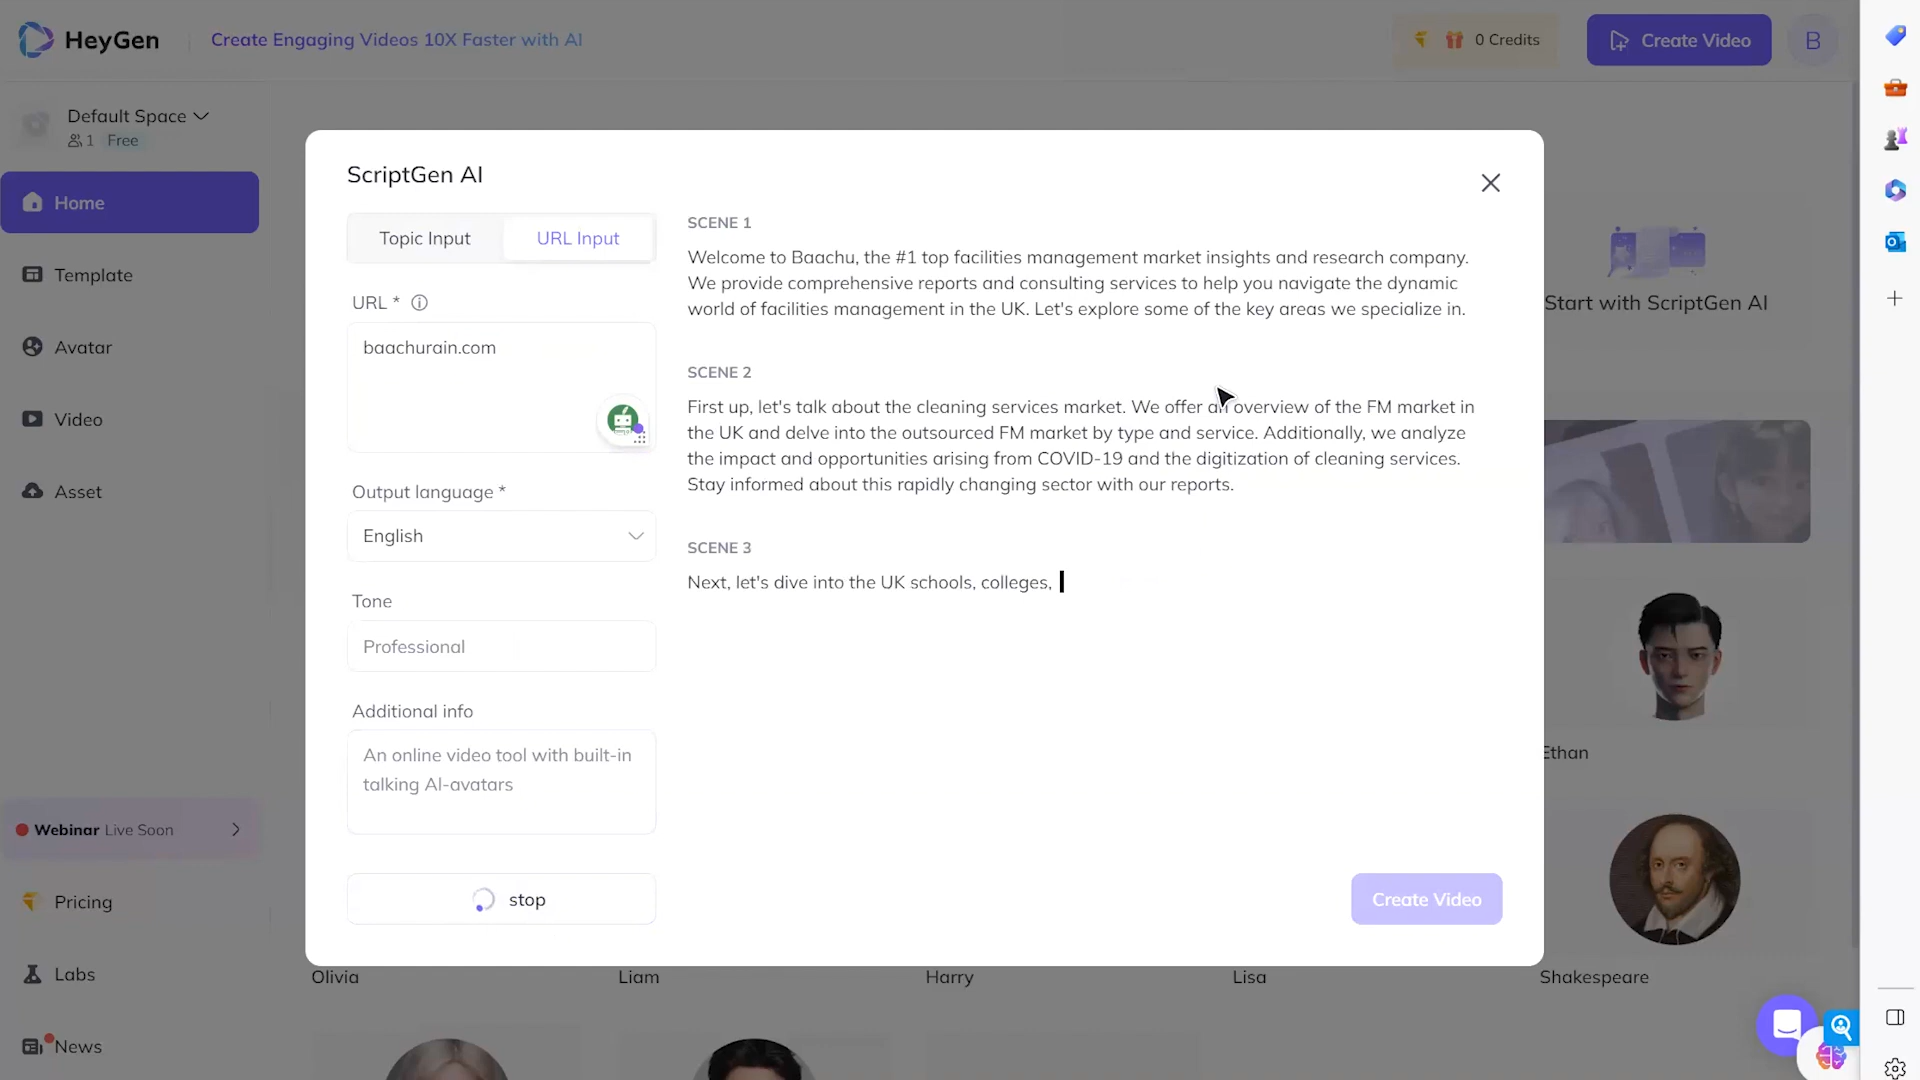 HeyGen
Create Engaging Videos 10X Faster with AI
0 Credits
Create Video
B
Default Space
1 Free
Home
Template
Avatar
Video
Asset
Webinar Live Soon
Pricing
Labs
News
ScriptGen AI
Topic Input
URL Input
URL *
baachurain.com
Output language *
English
Tone
Professional
Additional info
An online video tool with built-in
talking AI-avatars
stop
SCENE 1
Welcome to Baachu, the #1 top facilities management market insights and research company.
We provide comprehensive reports and consulting services to help you navigate the dynamic
world of facilities management in the UK. Let's explore some of the key areas we specialize in.
SCENE 2
First up, let's talk about the cleaning services market. We offer an overview of the FM market in
the UK and delve into the outsourced FM market by type and service. Additionally, we analyze
the impact and opportunities arising from COVID-19 and the digitization of cleaning services.
Stay informed about this rapidly changing sector with our reports.
SCENE 3
Next, let's dive into the UK schools, colleges,
Create Video
Start with ScriptGen AI
Ethan
Olivia
Liam
Harry
Lisa
Shakespeare